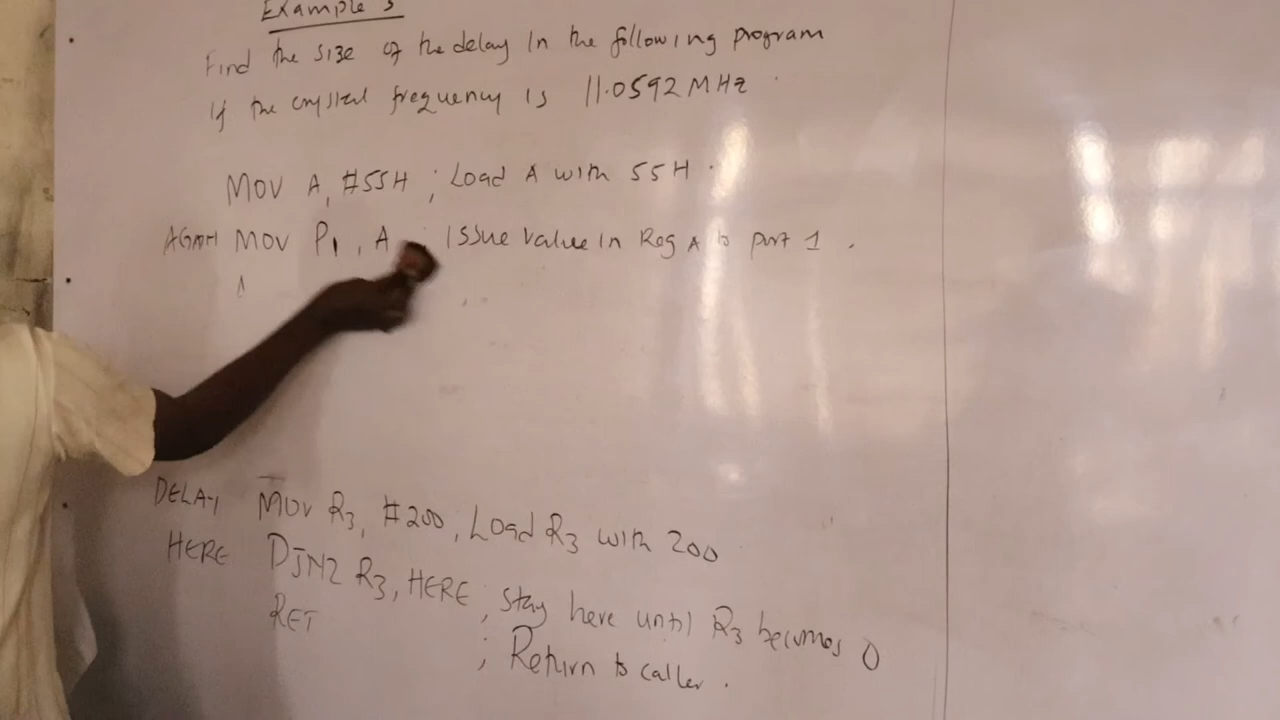 Example 3
Find the size of the delay in the following program
If the crystal frequency is 11.0592 MHz
MOV A, #55H ; Load A with 55H.
AGAIN MOV P1, A ; Issue value in Reg A to port 1.
DELAY MOV R3, #200, Load R3 with 200
HERE DJNZ R3, HERE ; Stay here until R3 becomes 0
RET ; Return to caller.